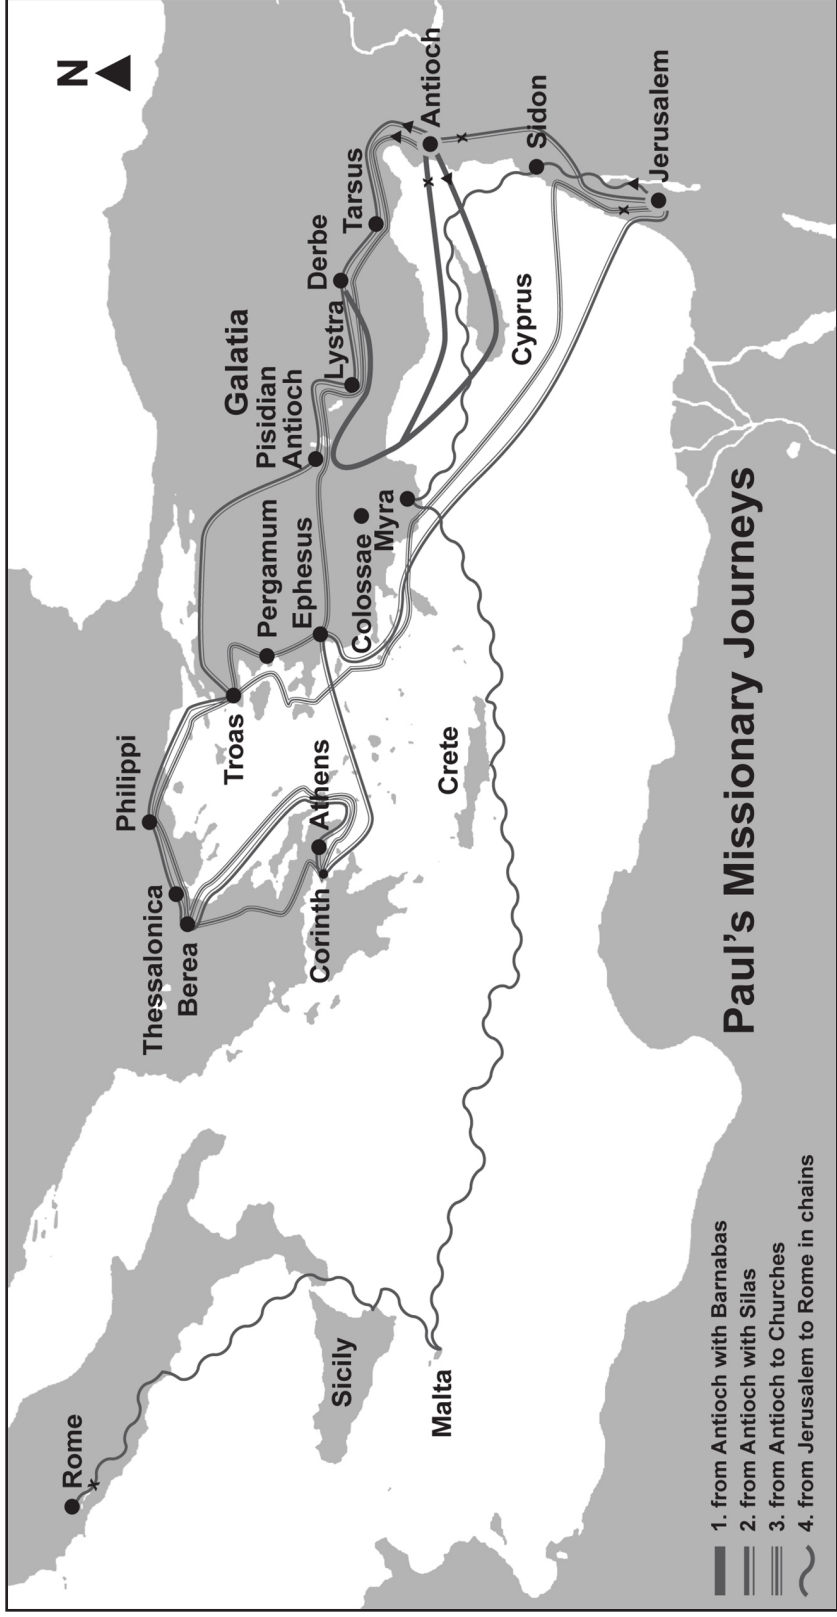 N
Rome
Sicily
Malta
Thessalonica
Berea
Philippi
Troas
Corinth
Athens
Crete
Pergamum
Ephesus
Colossae
Myra
Galatia
Pisidian
Antioch
Lystra
Derbe
Tarsus
Antioch
Cyprus
Sidon
Jerusalem
Paul's Missionary Journeys
1. from Antioch with Barnabas
2. from Antioch with Silas
3. from Antioch to Churches
4. from Jerusalem to Rome in chains